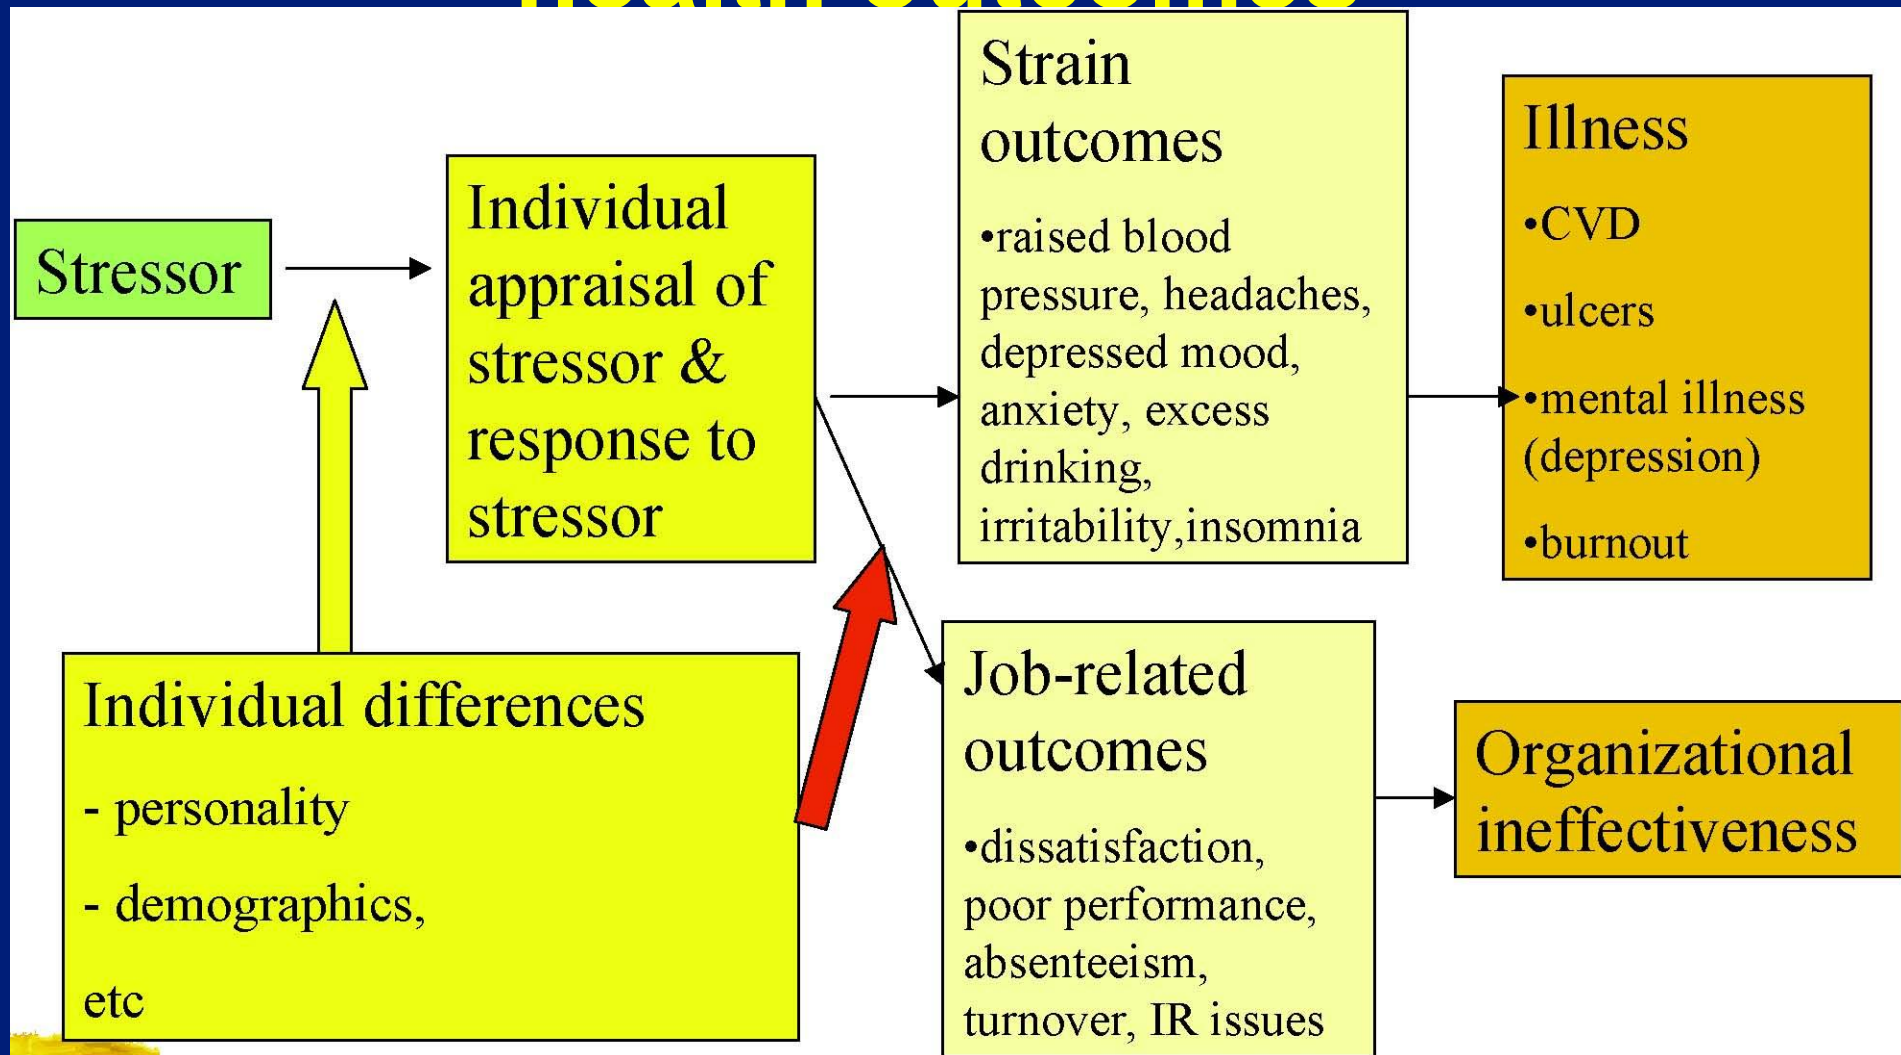 Health outcomes
Stressor
Individual
appraisal of
stressor &
response to
stressor
Strain
outcomes
•raised blood
pressure, headaches,
depressed mood,
anxiety, excess
drinking,
irritability,insomnia
Illness
•CVD
•ulcers
•mental illness
(depression)
•burnout
Individual differences
- personality
- demographics,
etc
Job-related
outcomes
•dissatisfaction,
poor performance,
absenteeism,
turnover, IR issues
Organizational
ineffectiveness